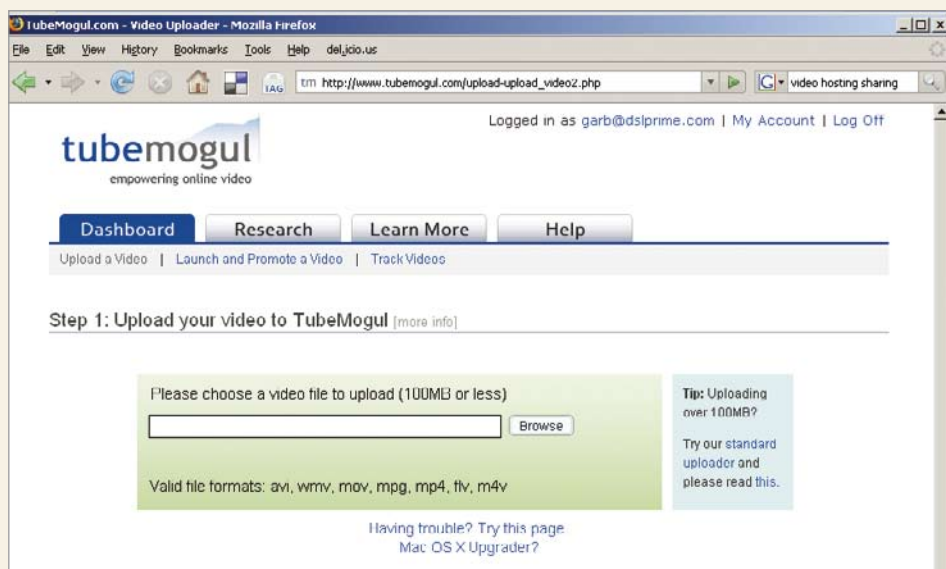 TubeMogul.com - Video Uploader - Mozilla Firefox
File Edit View History Bookmarks Tools Help del.icio.us
IAG tm http://www.tubemogul.com/upload-upload_video2.php G video hosting sharing
Logged in as garb@dslprime.com | My Account | Log Off
tubemogul
empowering online video
Dashboard Research Learn More Help
Upload a Video | Launch and Promote a Video | Track Videos
Step 1: Upload your video to TubeMogul [more info]
Please choose a video file to upload (100MB or less)
Browse
Valid file formats: avi, wmv, mov, mpg, mp4, flv, m4v
Tip: Uploading
over 100MB?
Try our standard
uploader and
please read this.
Having trouble? Try this page
Mac OS X Upgrader?